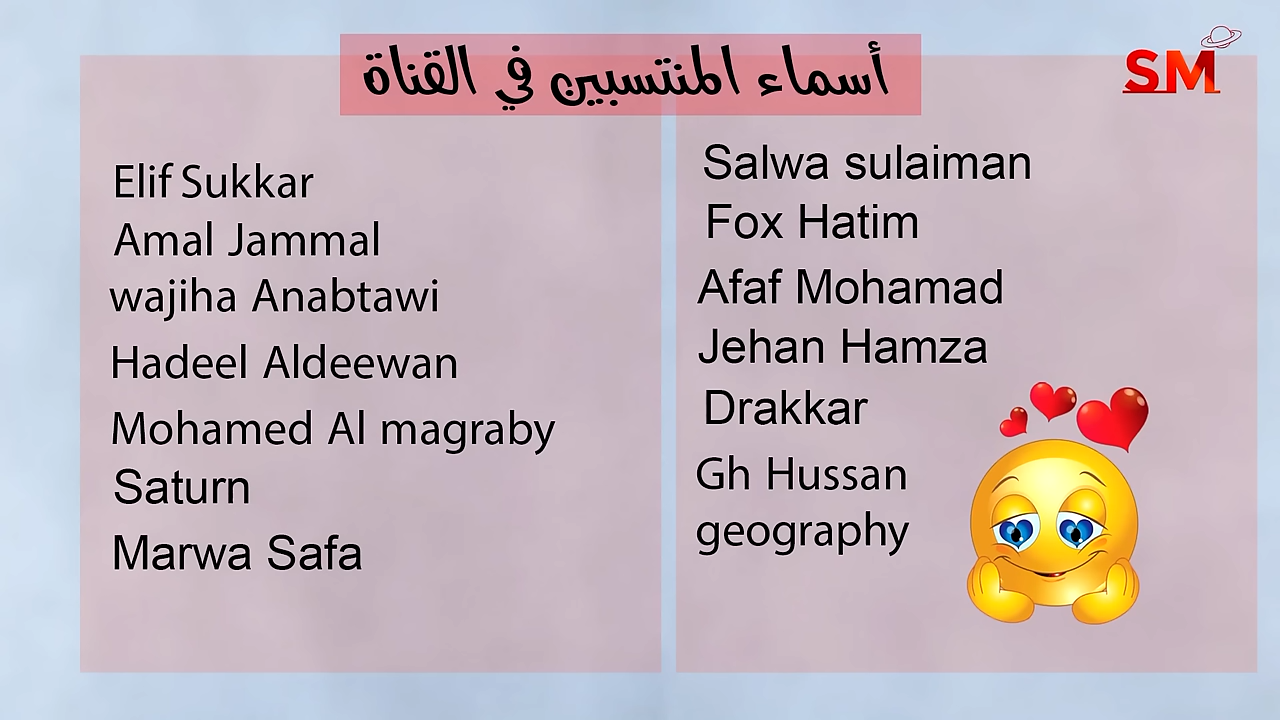 أسماء المنتسبين في القناة
SM
Elif Sukkar
Amal Jammal
wajiha Anabtawi
Hadeel Aldeewan
Mohamed Al magraby
Saturn
Marwa Safa
Salwa sulaiman
Fox Hatim
Afaf Mohamad
Jehan Hamza
Drakkar
Gh Hussan
geography